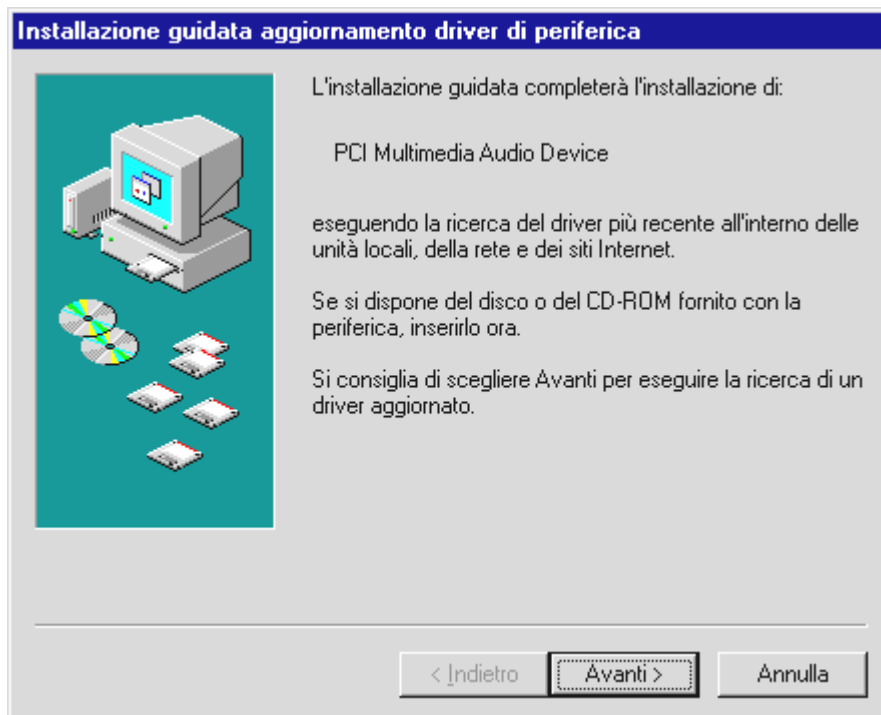 Installazione guidata aggiornamento driver di periferica
L'installazione guidata completerà l'installazione di:
PCI Multimedia Audio Device
eseguendo la ricerca del driver più recente all'interno delle
unità locali, della rete e dei siti Internet.
Se si dispone del disco o del CD-ROM fornito con la
periferica, inserirlo ora.
Si consiglia di scegliere Avanti per eseguire la ricerca di un
driver aggiornato.
< Indietro
Avanti >
Annulla